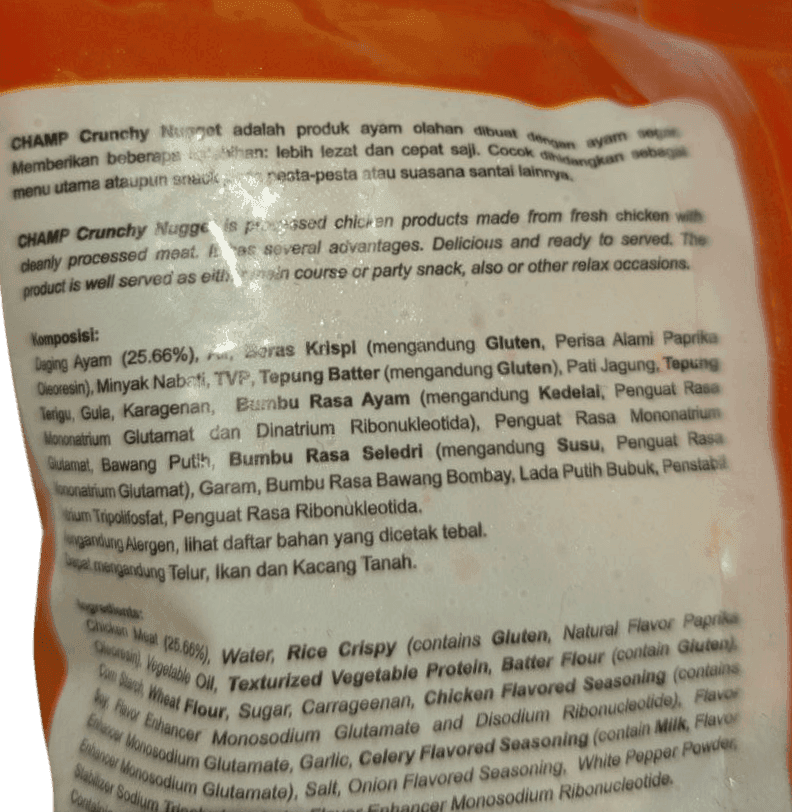 CHAMP Crunchy Nugget adalah produk ayam olahan dibuat dengan ayam segar.
Memberikan beberapa lebih lezat dan cepat saji. Cocok dihidangkan sebagai
menu utama ataupun snack pesta-pesta atau suasana santai lainnya.
CHAMP Crunchy Nugget is processed chicken products made from fresh chicken with
cleanly processed meat. It has several advantages. Delicious and ready to served. The
product is well served as either main course or party snack, also or other relax occasions.
Komposisi:
Daging Ayam (25.66%), Air, Beras Krispi (mengandung Gluten, Perisa Alami Paprika
Oleoresin), Minyak Nabati, TVP, Tepung Batter (mengandung Gluten), Pati Jagung, Tepung
Terigu, Gula, Karagenan, Bumbu Rasa Ayam (mengandung Kedelai, Penguat Rasa
Mononatrium Glutamat dan Dinatrium Ribonukleotida), Penguat Rasa Mononatrium
Glutamat, Bawang Putih, Bumbu Rasa Seledri (mengandung Susu, Penguat Rasa
Mononatrium Glutamat), Garam, Bumbu Rasa Bawang Bombay, Lada Putih Bubuk, Penstabil
Natrium Tripolifosfat, Penguat Rasa Ribonukleotida.
Mengandung Alergen, lihat daftar bahan yang dicetak tebal.
Dapat mengandung Telur, Ikan dan Kacang Tanah.
Ingredients:
Chicken Meat (25.66%), Water, Rice Crispy (contains Gluten, Natural Flavor Paprika
Oleoresin), Vegetable Oil, Texturized Vegetable Protein, Batter Flour (contain Gluten),
Corn Starch, Wheat Flour, Sugar, Carrageenan, Chicken Flavored Seasoning (contains
Soy, Flavor Enhancer Monosodium Glutamate and Disodium Ribonucleotide), Flavor
Enhancer Monosodium Glutamate, Garlic, Celery Flavored Seasoning (contain Milk, Flavor
Enhancer Monosodium Glutamate), Salt, Onion Flavored Seasoning, White Pepper Powder,
Stabilizer Sodium Flavor Enhancer Monosodium Ribonucleotide.